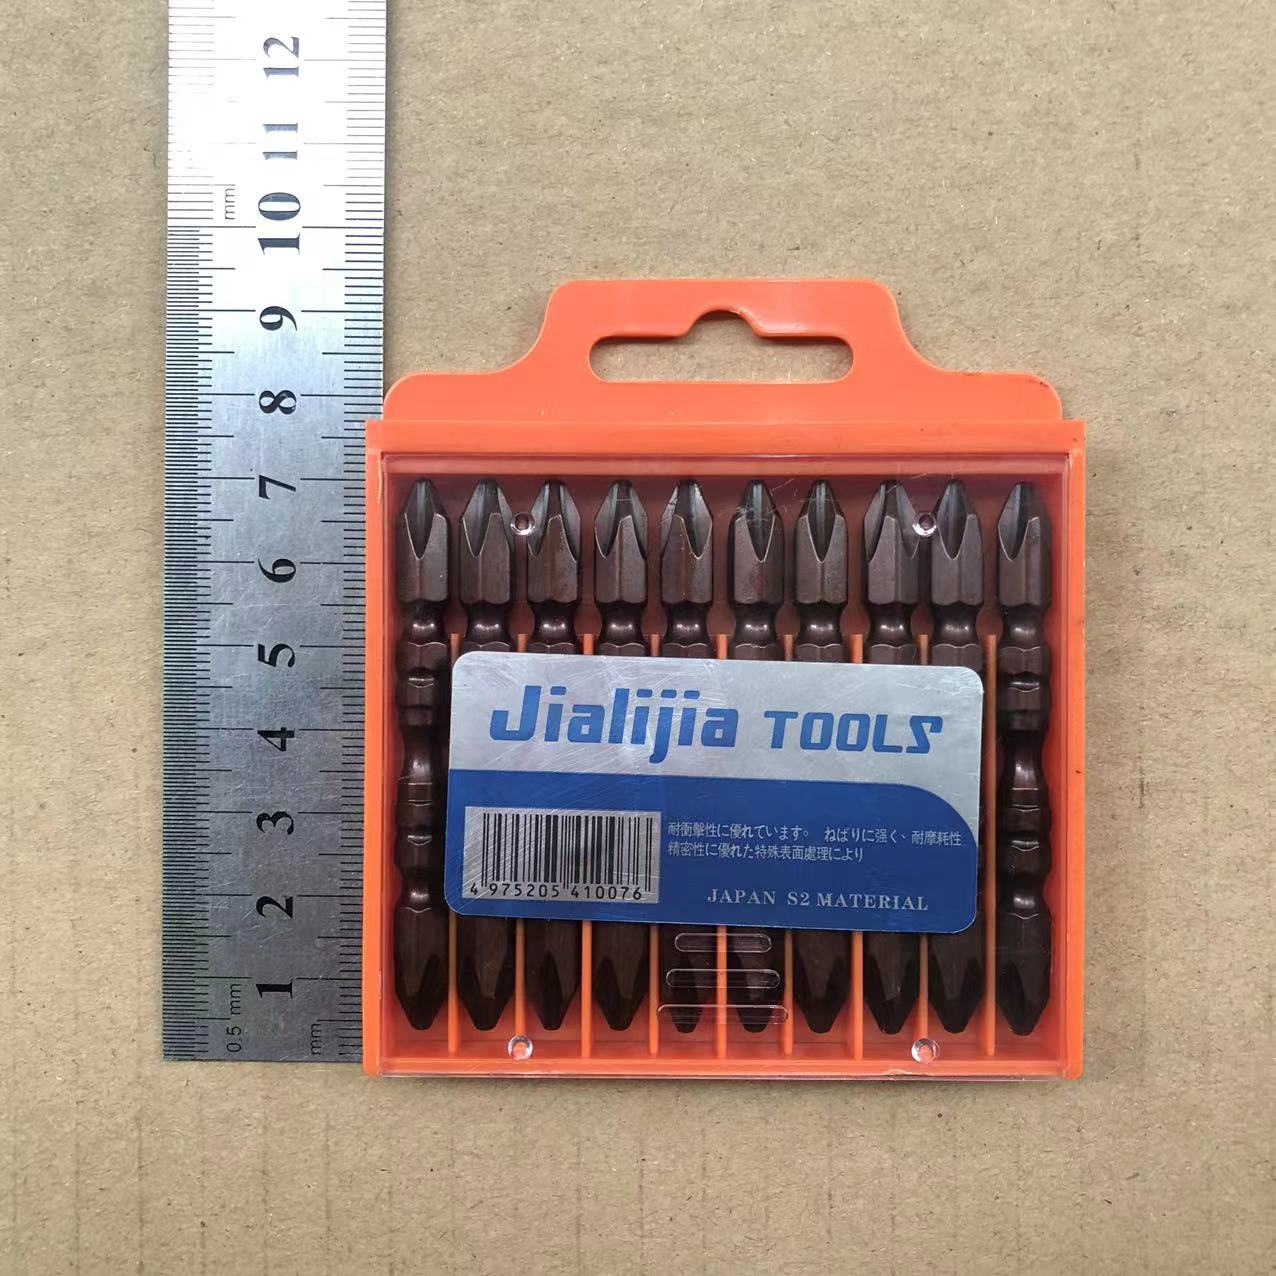 12
11
10
mm
9
8
7
6
5
4
3
2
1
0.5 mm
mm
Jialijia TOOLS
耐衝擊性に優れています。 ねばりに强く、耐摩耗性
精密性に優れた特殊表面處理により
4 975205 410076
JAPAN S2 MATERIAL